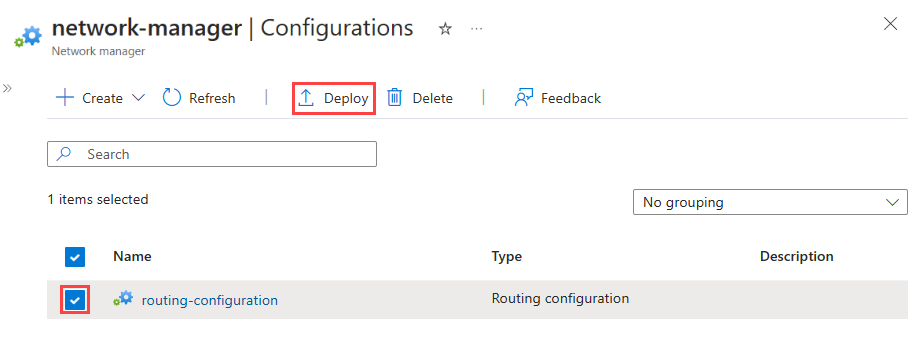 network-manager | Configurations
Network manager
Create Refresh | Deploy Delete | Feedback
Search
1 items selected
No grouping
Name Type Description
routing-configuration Routing configuration